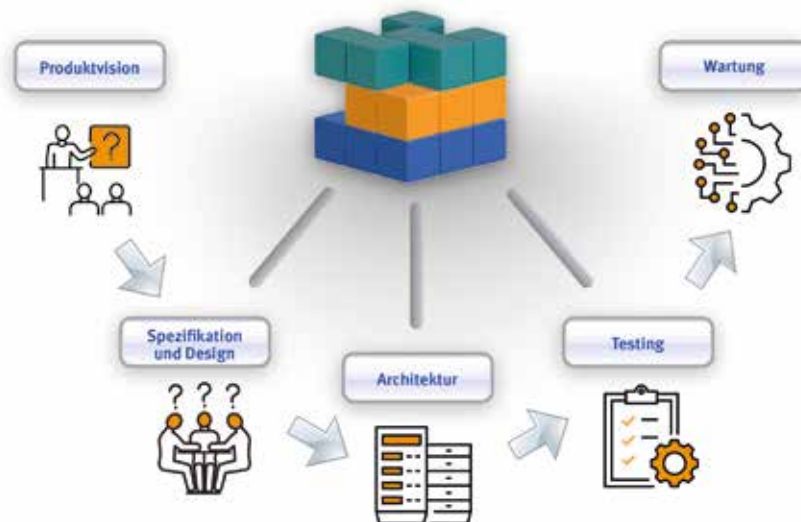 Produktvision
Wartung
Spezifikation
und Design
Architektur
Testing